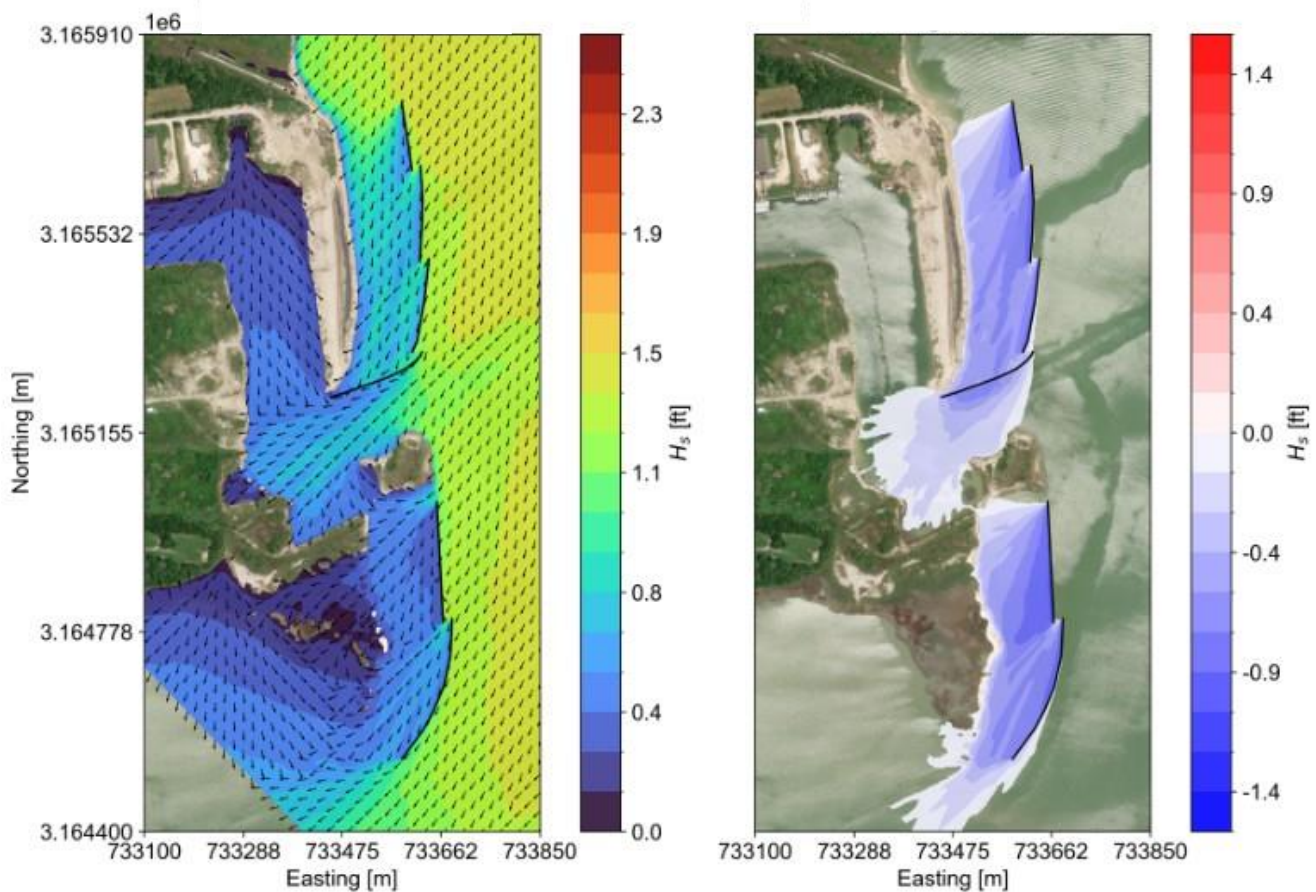 1e6
3.165910
3.165532
3.165155
3.164778
3.164400
Northing [m]
733100 733288 733475 733662 733850
Easting [m]
2.3
1.9
1.5
1.1
0.8
0.4
0.0
H_s [ft]
733100 733288 733475 733662 733850
Easting [m]
1.4
0.9
0.4
0.0
-0.4
-0.9
-1.4
H_s [ft]